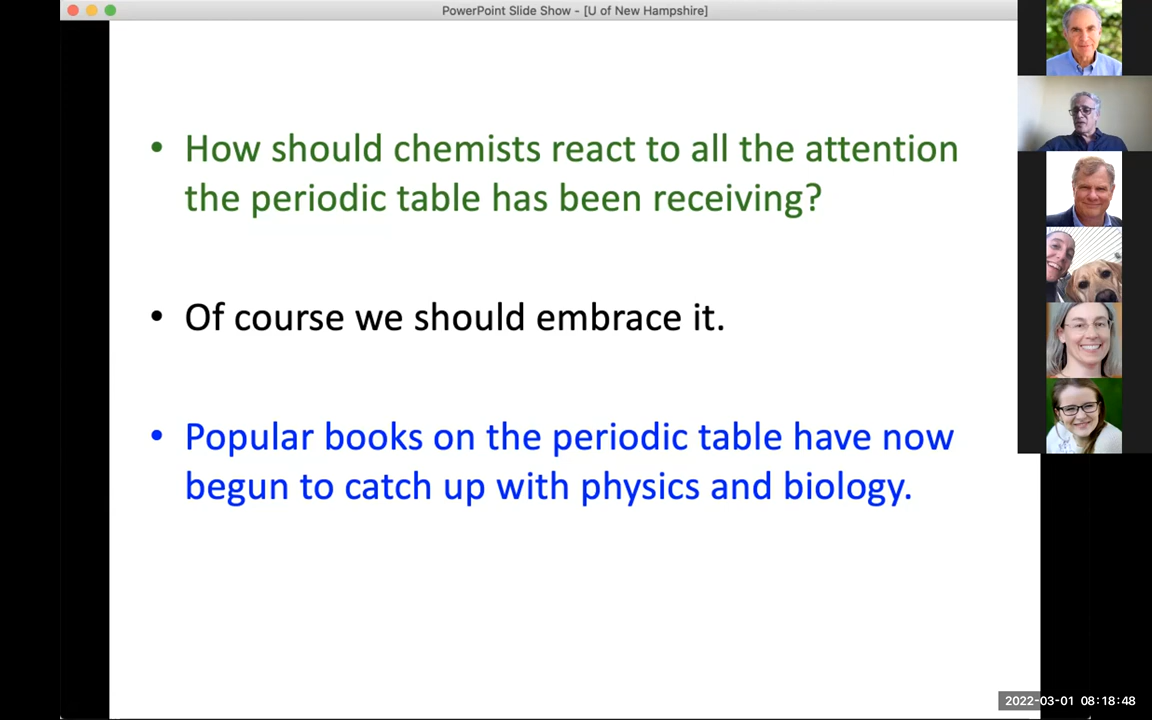 PowerPoint Slide Show - [U of New Hampshire]
• How should chemists react to all the attention
the periodic table has been receiving?
• Of course we should embrace it.
• Popular books on the periodic table have now
begun to catch up with physics and biology.
2022-03-01 08:18:48